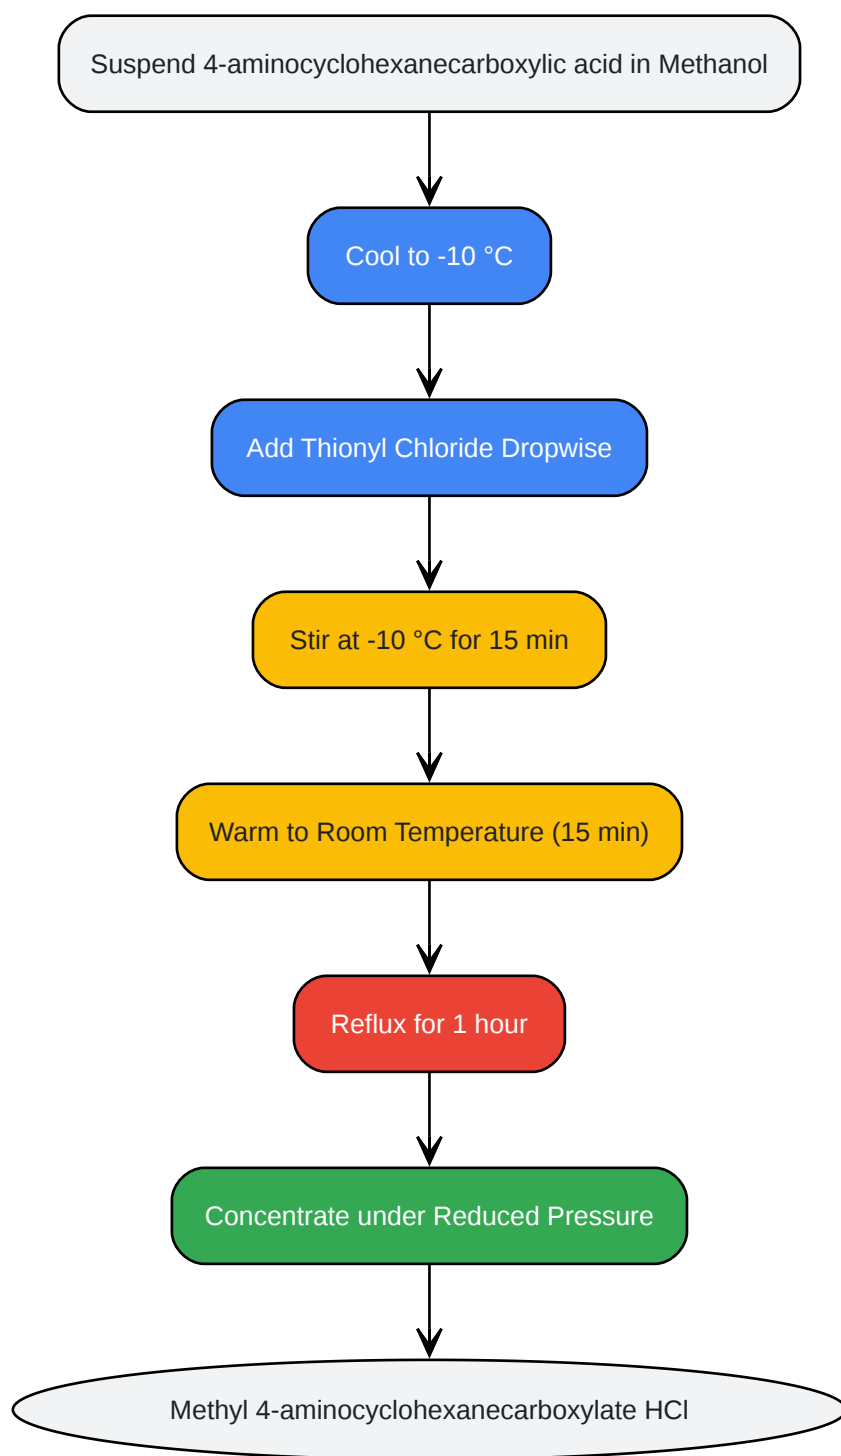 Suspend 4-aminocyclohexanecarboxylic acid in Methanol
Cool to -10 °C
Add Thionyl Chloride Dropwise
Stir at -10 °C for 15 min
Warm to Room Temperature (15 min)
Reflux for 1 hour
Concentrate under Reduced Pressure
Methyl 4-aminocyclohexanecarboxylate HCl